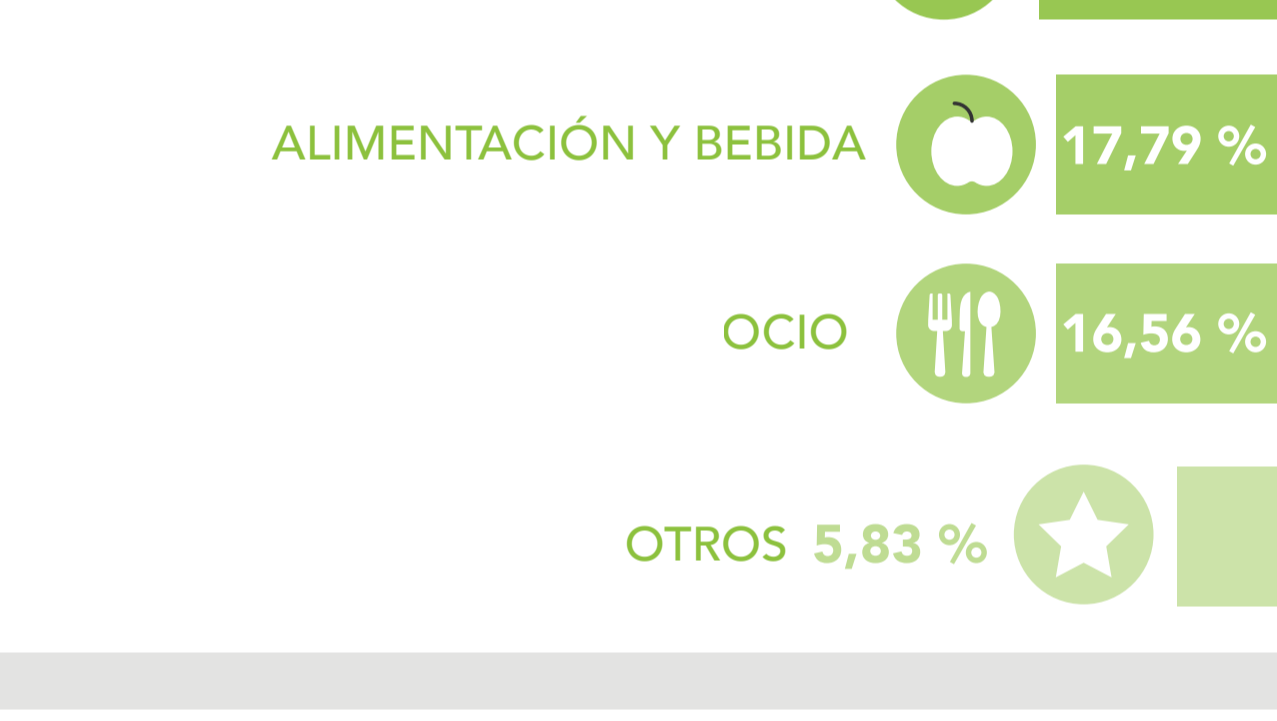 ALIMENTACIÓN Y BEBIDA 17,79 %
OCIO 16,56 %
OTROS 5,83 %